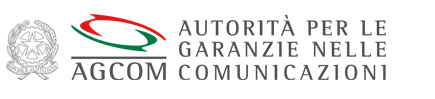 AUTORITÀ PER LE
GARANZIE NELLE
AGCOM COMUNICAZIONI